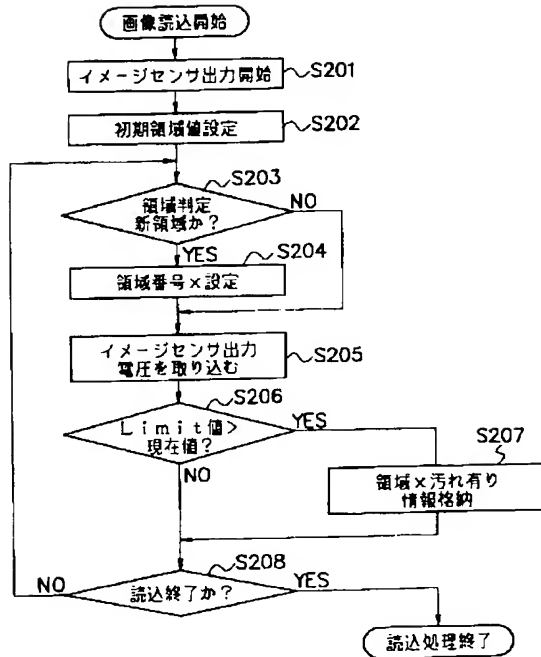 画像読込開始
イメージセンサ出力開始
S201
初期領域値設定
S202
S203
領域判定
新領域か?
NO
YES
S204
領域番号x設定
イメージセンサ出力
電圧を取り込む
S205
S206
Limit値>
現在値?
YES
NO
S207
領域x汚れ有り
情報格納
S208
読込終了か?
NO
YES
読込処理終了